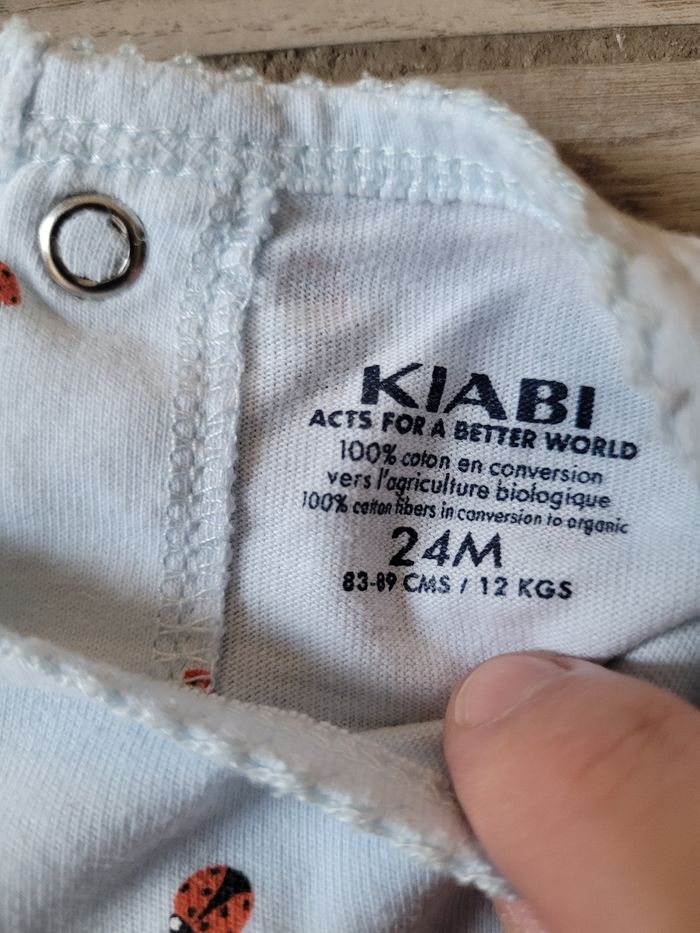 KIABI
ACTS FOR A BETTER WORLD
100% coton en conversion
vers l'agriculture biologique
100% cotton fibers in conversion to organic
24M
83-89 CMS / 12 KGS